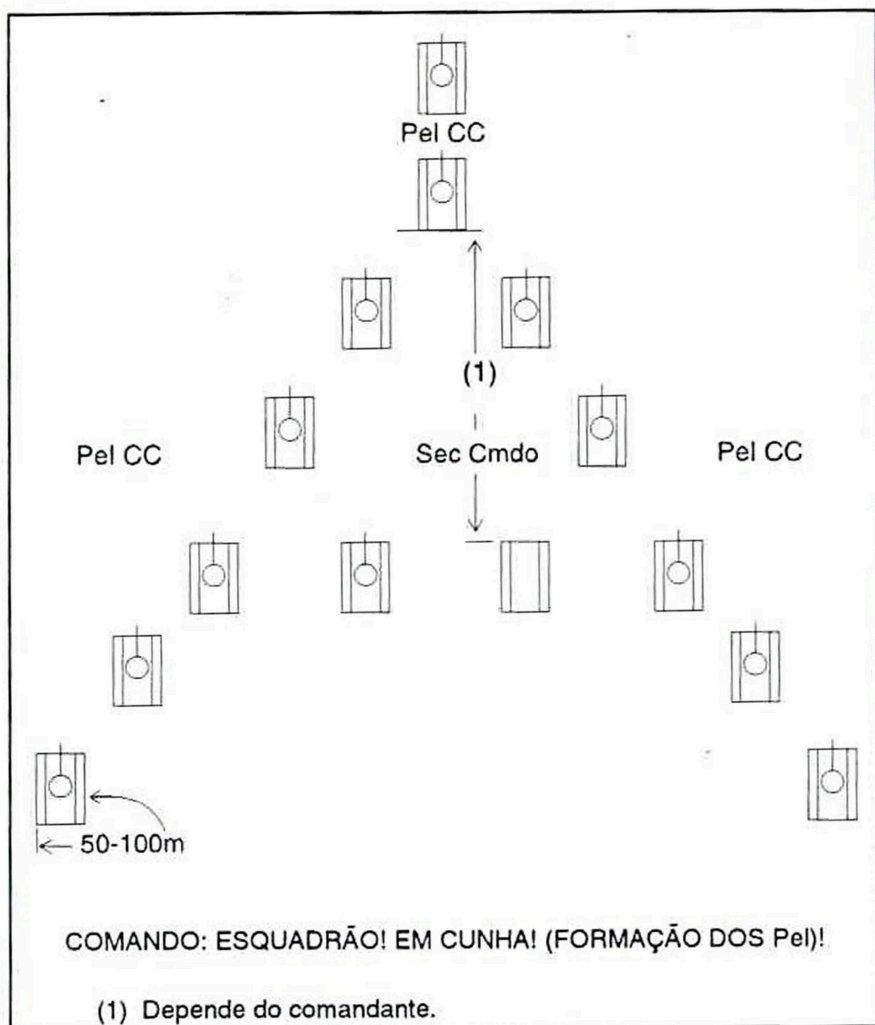 Pel CC
(1)
Pel CC
Sec Cmdo
Pel CC
50-100m
COMANDO: ESQUADRÃO! EM CUNHA! (FORMAÇÃO DOS Pel)!
(1) Depende do comandante.